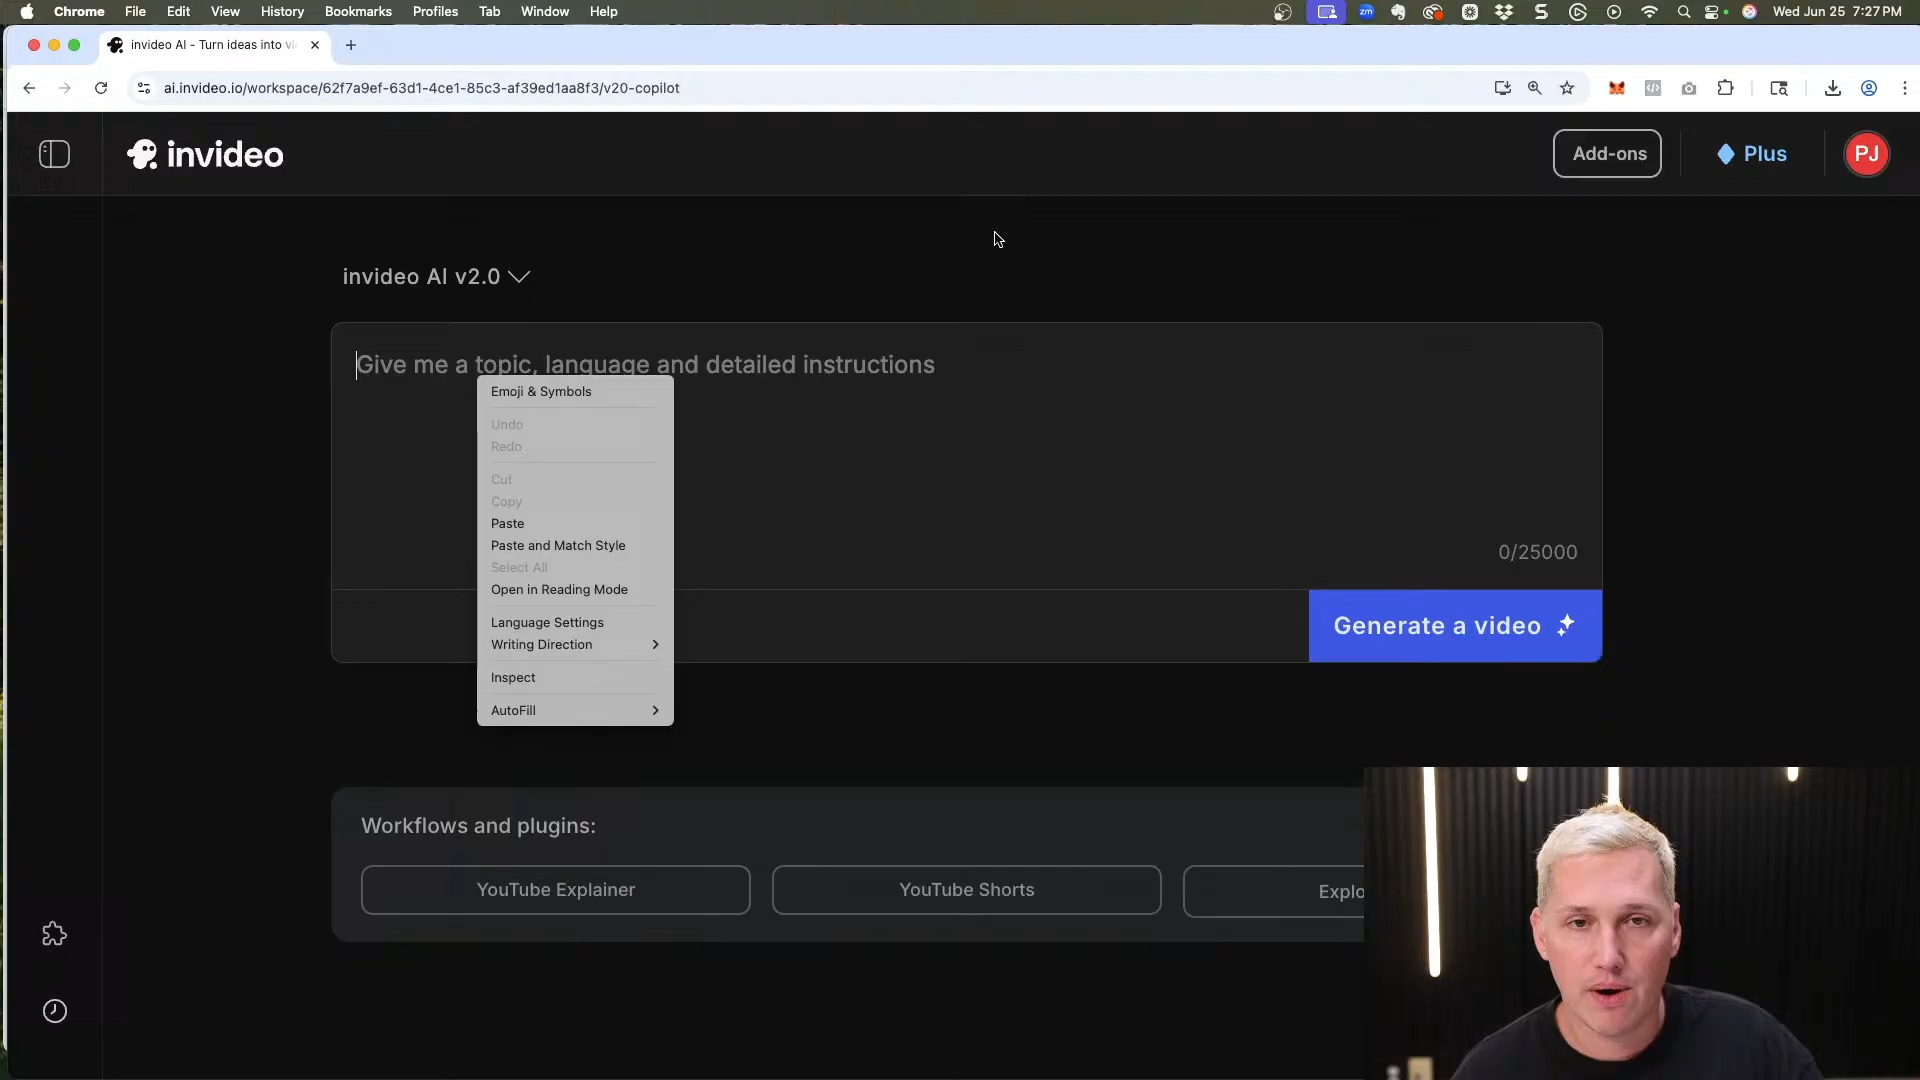 Chrome File Edit View History Bookmarks Profiles Tab Window Help zm S Wed Jun 25 7:27 PM
invideo AI - Turn ideas into vi
ai.invideo.io/workspace/62f7a9ef-63d1-4ce1-85c3-af39ed1aa8f3/v20-copilot
invideo Add-ons Plus PJ
invideo AI v2.0
Give me a topic, language and detailed instructions
Emoji & Symbols
Undo
Redo
Cut
Copy
Paste
Paste and Match Style
Select All
Open in Reading Mode
Language Settings
Writing Direction
Inspect
AutoFill
0/25000
Generate a video
Workflows and plugins:
YouTube Explainer YouTube Shorts Explo